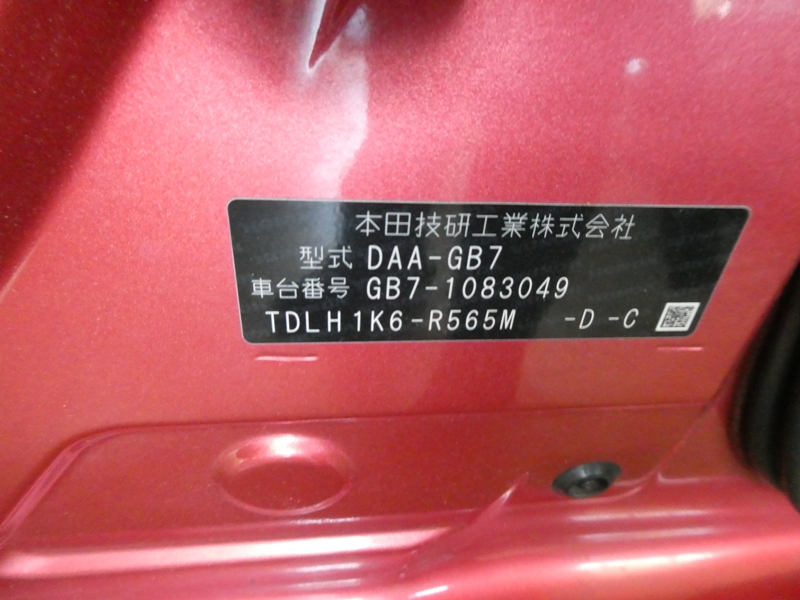 本田技研工業株式会社
型式 DAA-GB7
車台番号 GB7-1083049
TDLH1K6-R565M -D -C